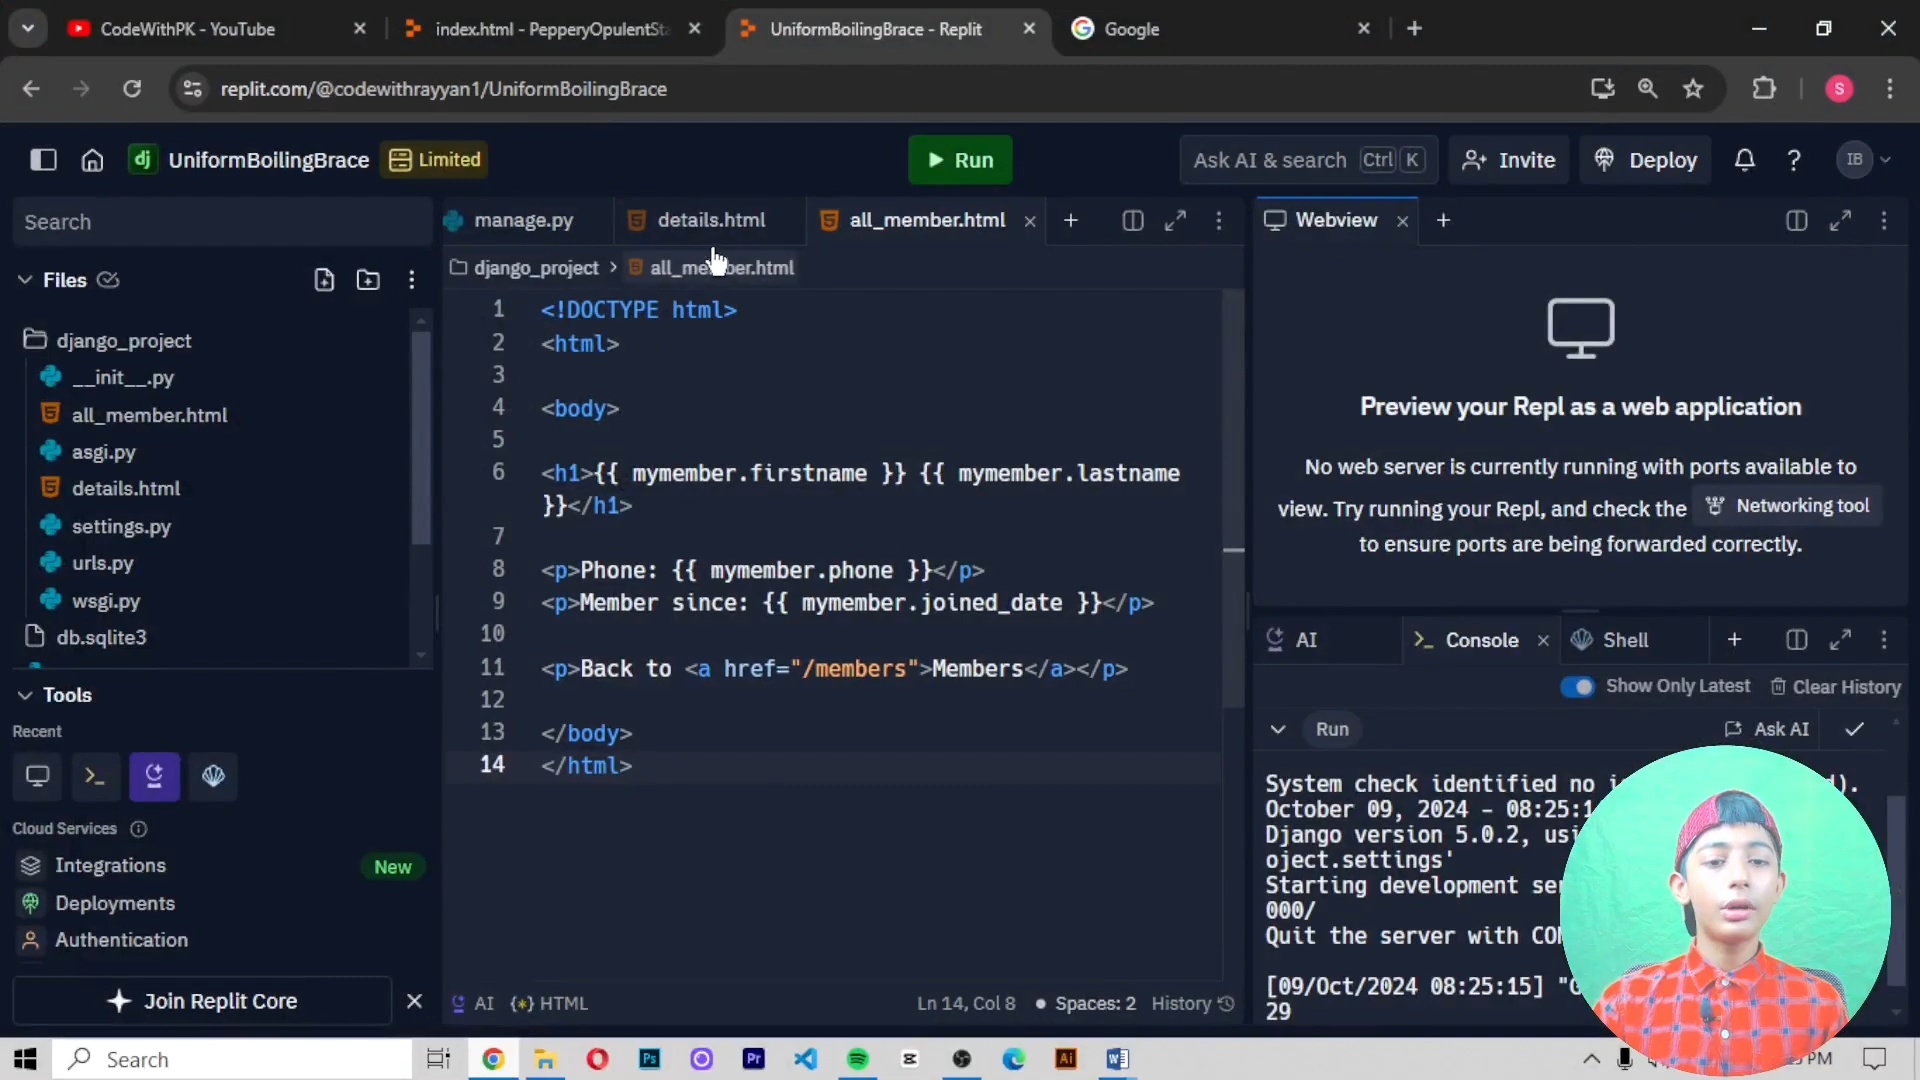 CodeWithPK - YouTube
index.html - PepperyOpulentSta
UniformBoilingBrace - Replit
Google
replit.com/@codewithrayyan1/UniformBoilingBrace
S
dj UniformBoilingBrace Limited
Run
Ask AI & search Ctrl K
Invite
Deploy
?
IB
Search
Files
django_project
__init__.py
all_member.html
asgi.py
details.html
settings.py
urls.py
wsgi.py
db.sqlite3
Tools
Recent
Cloud Services
Integrations New
Deployments
Authentication
Join Replit Core
manage.py
details.html
all_member.html
django_project > all_member.html
1 <!DOCTYPE html>
2 <html>
3
4 <body>
5
6 <h1>{{ mymember.firstname }} {{ mymember.lastname
}}</h1>
7
8 <p>Phone: {{ mymember.phone }}</p>
9 <p>Member since: {{ mymember.joined_date }}</p>
10
11 <p>Back to <a href="/members">Members</a></p>
12
13 </body>
14 </html>
AI {*} HTML
Ln 14, Col 8 • Spaces: 2 History
Webview
Preview your Repl as a web application
No web server is currently running with ports available to
view. Try running your Repl, and check the Networking tool
to ensure ports are being forwarded correctly.
AI
Console
Shell
Show Only Latest
Clear History
Run
Ask AI
System check identified no
October 09, 2024 - 08:25:1
Django version 5.0.2,
oject.settings'
Starting development
000/
Quit the server with
[09/Oct/2024 08:25:15]
29
Search
Ps
Pr
Ai
PM